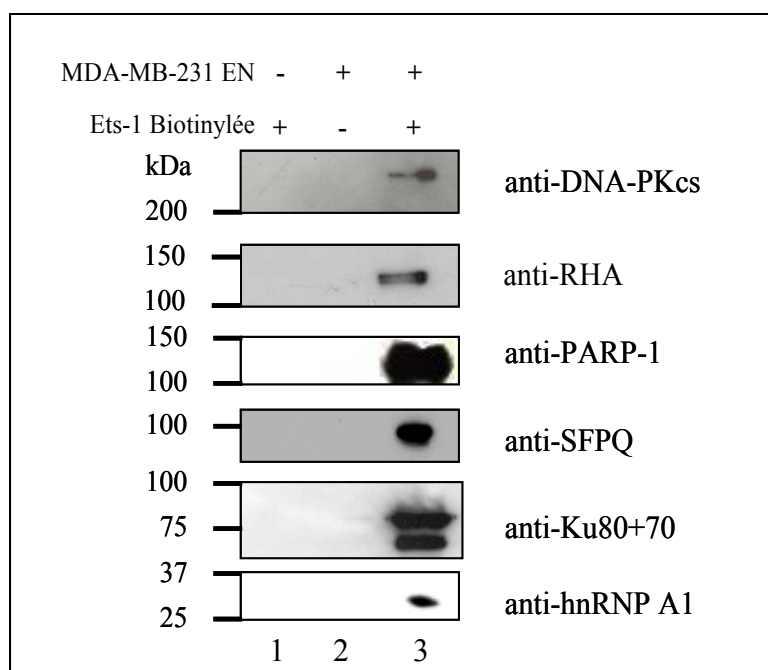 MDA-MB-231 EN - + +
Ets-1 Biotinylée + - +
kDa
anti-DNA-PKcs
200
150
anti-RHA
100
150
anti-PARP-1
100
100
anti-SFPQ
100
75
anti-Ku80+70
37
anti-hnRNP A1
25
1 2 3